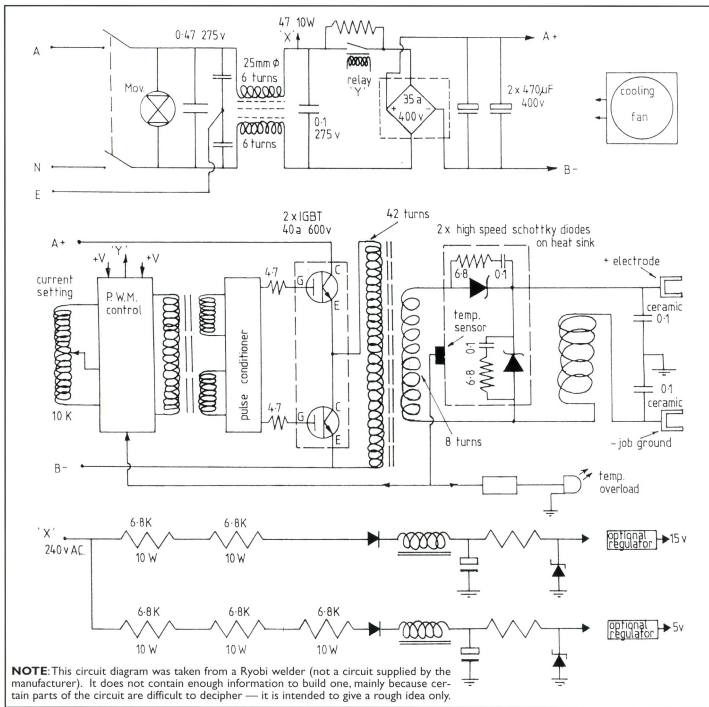 A
N
E
0·47 275v
Mov.
25mm φ
6 turns
6 turns
47 10W
'X'
relay
'Y'
0·1
275v
35a
400v
+
-
A+
B-
2x 470µF
400v
cooling
fan
A+
B-
+V
'Y'
+V
current
setting
10K
P.W.M.
control
pulse conditioner
4·7
4·7
2 x IGBT
40a 600v
C
G
E
C
G
E
42 turns
8 turns
2 x high speed schottky diodes
on heat sink
6·8
0·1
temp.
sensor
0·1
6·8
+ electrode
ceramic
0·1
0·1
ceramic
-job ground
temp.
overload
'X'
240v AC.
6·8K
10 W
6·8K
10 W
optional
regulator
15v
6·8K
10 W
6·8K
10 W
6·8K
10 W
optional
regulator
5v
NOTE: This circuit diagram was taken from a Ryobi welder (not a circuit supplied by the
manufacturer). It does not contain enough information to build one, mainly because cer-
tain parts of the circuit are difficult to decipher — it is intended to give a rough idea only.